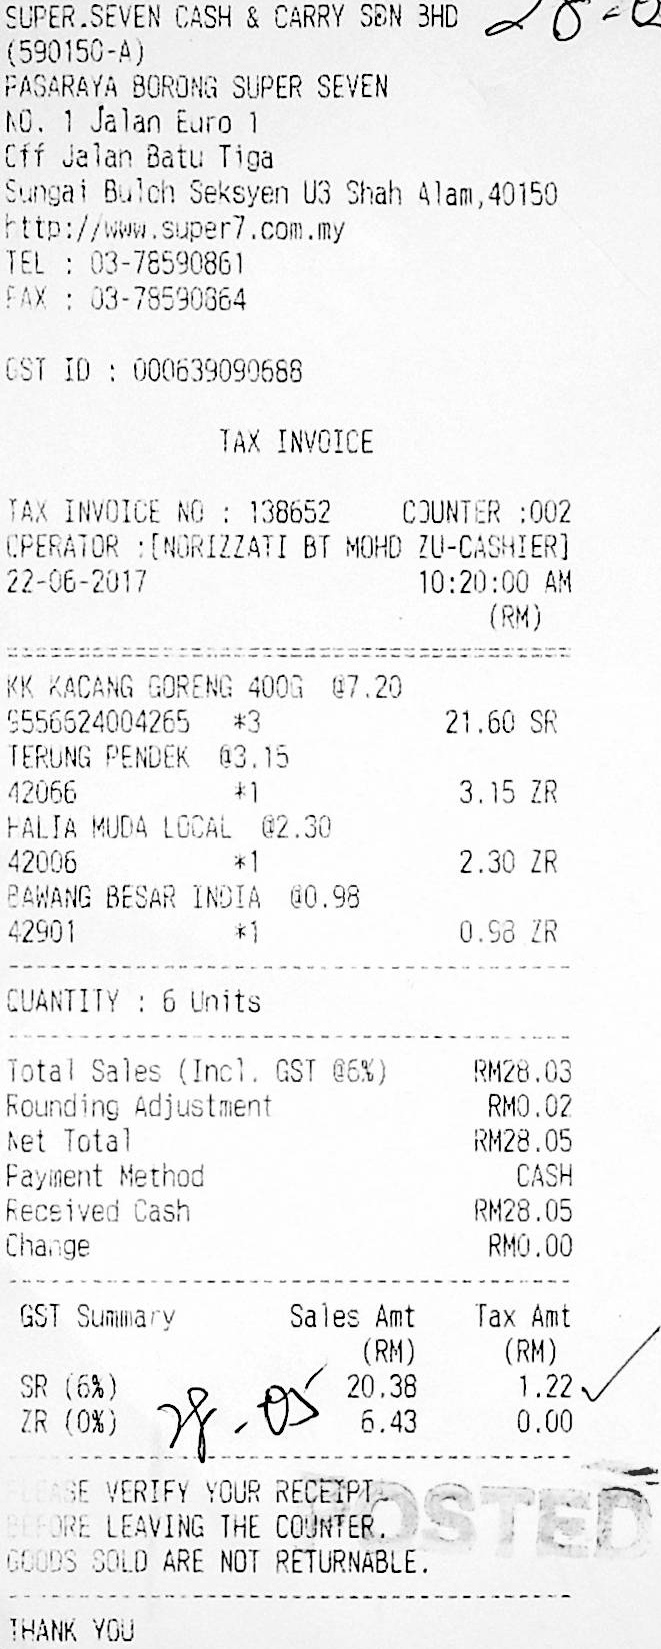 SUPER.SEVEN CASH & CARRY SDN BHD
(590150-A)
PASARAYA BORONG SUPER SEVEN
NO. 1 Jalan Euro 1
Off Jalan Batu Tiga
Sungai Buloh Seksyen U3 Shah Alam,40150
http://www.super7.com.my
TEL : 03-78590861
FAX : 03-78590864
GST ID : 000639090688
TAX INVOICE
TAX INVOICE NO : 138652 COUNTER :002
OPERATOR :[NORIZZATI BT MOHD ZU-CASHIER]
22-06-2017 10:20:00 AM
(RM)
KK KACANG GORENG 400G @7.20
9556624004265 *3 21.60 SR
TERUNG PENDEK @3.15
42066 *1 3.15 ZR
HALIA MUDA LOCAL @2.30
42006 *1 2.30 ZR
BAWANG BESAR INDIA @0.98
42901 *1 0.98 ZR
QUANTITY : 6 Units
Total Sales (Incl. GST @6%) RM28.03
Rounding Adjustment RM0.02
Net Total RM28.05
Payment Method CASH
Received Cash RM28.05
Change RM0.00
GST Summary Sales Amt Tax Amt
(RM) (RM)
SR (6%) 20.38 1.22
ZR (0%) 6.43 0.00
28.05
PLEASE VERIFY YOUR RECEIPT
BEFORE LEAVING THE COUNTER.
GOODS SOLD ARE NOT RETURNABLE.
POSTED
THANK YOU